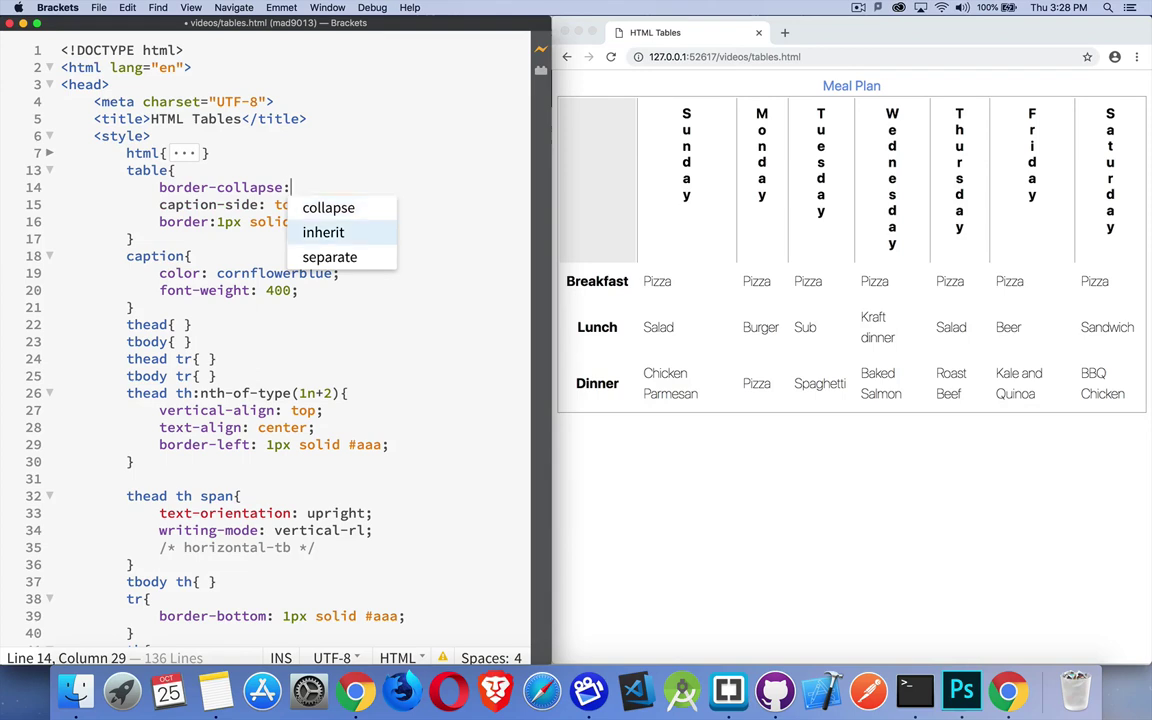 Brackets File Edit Find View Navigate Emmet Window Debug Help 100% Thu 3:28 PM
• videos/tables.html (mad9013) — Brackets
1 <!DOCTYPE html>
2 <html lang="en">
3 <head>
4 <meta charset="UTF-8">
5 <title>HTML Tables</title>
6 <style>
7 html{ ... }
13 table{
14 border-collapse:
15 caption-side: to
16 border:1px solid
17 }
18 caption{
19 color: cornflowerblue;
20 font-weight: 400;
21 }
22 thead{ }
23 tbody{ }
24 thead tr{ }
25 tbody tr{ }
26 thead th:nth-of-type(1n+2){
27 vertical-align: top;
28 text-align: center;
29 border-left: 1px solid #aaa;
30 }
31
32 thead th span{
33 text-orientation: upright;
34 writing-mode: vertical-rl;
35 /* horizontal-tb */
36 }
37 tbody th{ }
38 tr{
39 border-bottom: 1px solid #aaa;
40 }
collapse
inherit
separate
Line 14, Column 29 — 136 Lines INS UTF-8 HTML Spaces: 4
HTML Tables
127.0.0.1:52617/videos/tables.html
Meal Plan
Sunday Monday Tuesday Wednesday Thursday Friday Saturday
Breakfast Pizza Pizza Pizza Pizza Pizza Pizza Pizza
Lunch Salad Burger Sub Kraft dinner Salad Beer Sandwich
Dinner Chicken Parmesan Pizza Spaghetti Baked Salmon Roast Beef Kale and Quinoa BBQ Chicken
OCT
25
Ps